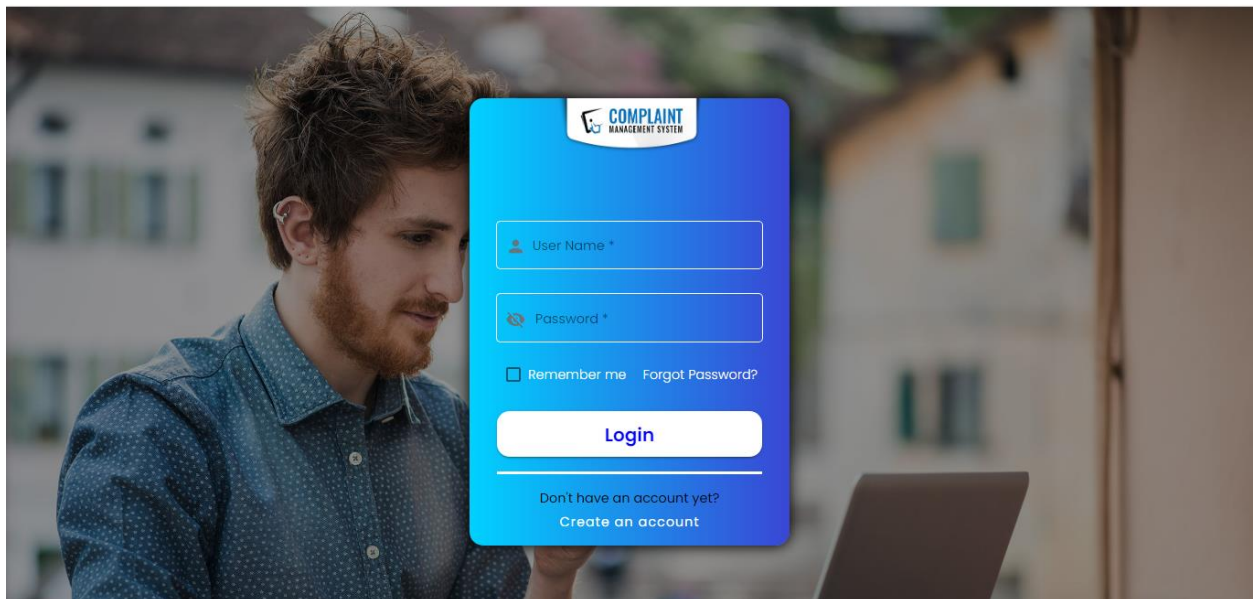 COMPLAINT
MANAGEMENT SYSTEM
User Name *
Password *
Remember me Forgot Password?
Login
Don't have an account yet?
Create an account